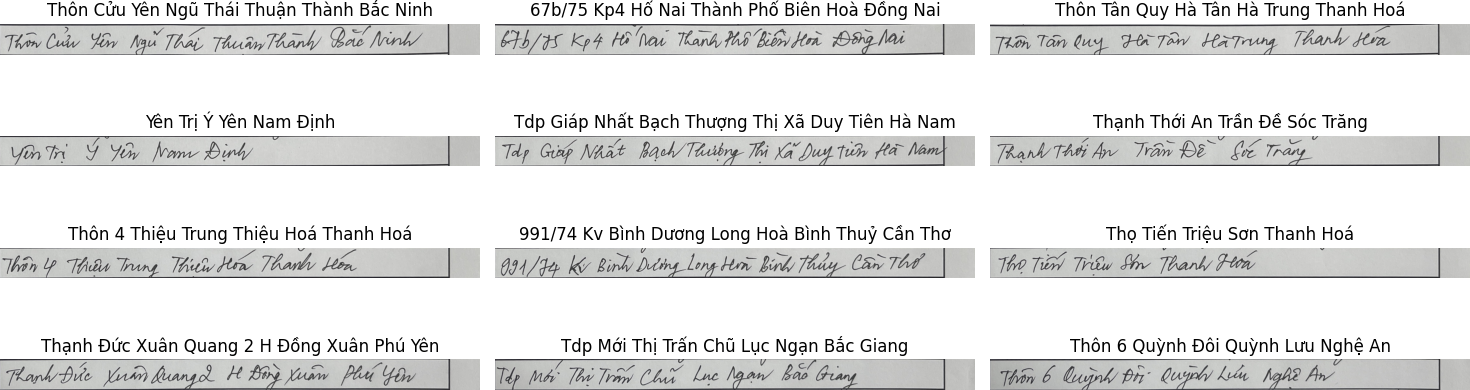 Thôn Cửu Yên Ngũ Thái Thuận Thành Bắc Ninh
Thôn Cửu Yên Ngũ Thái Thuận Thành Bắc Ninh
67b/75 Kp4 Hố Nai Thành Phố Biên Hoà Đồng Nai
67b/75 Kp4 Hố Nai Thành Phố Biên Hoà Đồng Nai
Thôn Tân Quy Hà Tân Hà Trung Thanh Hoá
Thôn Tân Quy Hà Tân Hà Trung Thanh Hóa
Yên Trị Ý Yên Nam Định
Yên Trị Ý Yên Nam Định
Tdp Giáp Nhất Bạch Thượng Thị Xã Duy Tiên Hà Nam
Tdp Giáp Nhất Bạch Thượng Thị Xã Duy Tiên Hà Nam
Thạnh Thới An Trần Đề Sóc Trăng
Thạnh Thới An Trần Đề Sóc Trăng
Thôn 4 Thiệu Trung Thiệu Hoá Thanh Hoá
Thôn 4 Thiệu Trung Thiệu Hóa Thanh Hóa
991/74 Kv Bình Dương Long Hoà Bình Thuỷ Cần Thơ
991/74 Kv Bình Dương Long Hoà Bình Thủy Cần Thơ
Thọ Tiến Triệu Sơn Thanh Hoá
Thọ Tiến Triệu Sơn Thanh Hoá
Thạnh Đức Xuân Quang 2 H Đồng Xuân Phú Yên
Thạnh Đức Xuân Quang 2 H Đồng Xuân Phú Yên
Tdp Mới Thị Trấn Chũ Lục Ngạn Bắc Giang
Tdp Mới Thị Trấn Chũ Lục Ngạn Bắc Giang
Thôn 6 Quỳnh Đôi Quỳnh Lưu Nghệ An
Thôn 6 Quỳnh Đôi Quỳnh Lưu Nghệ An